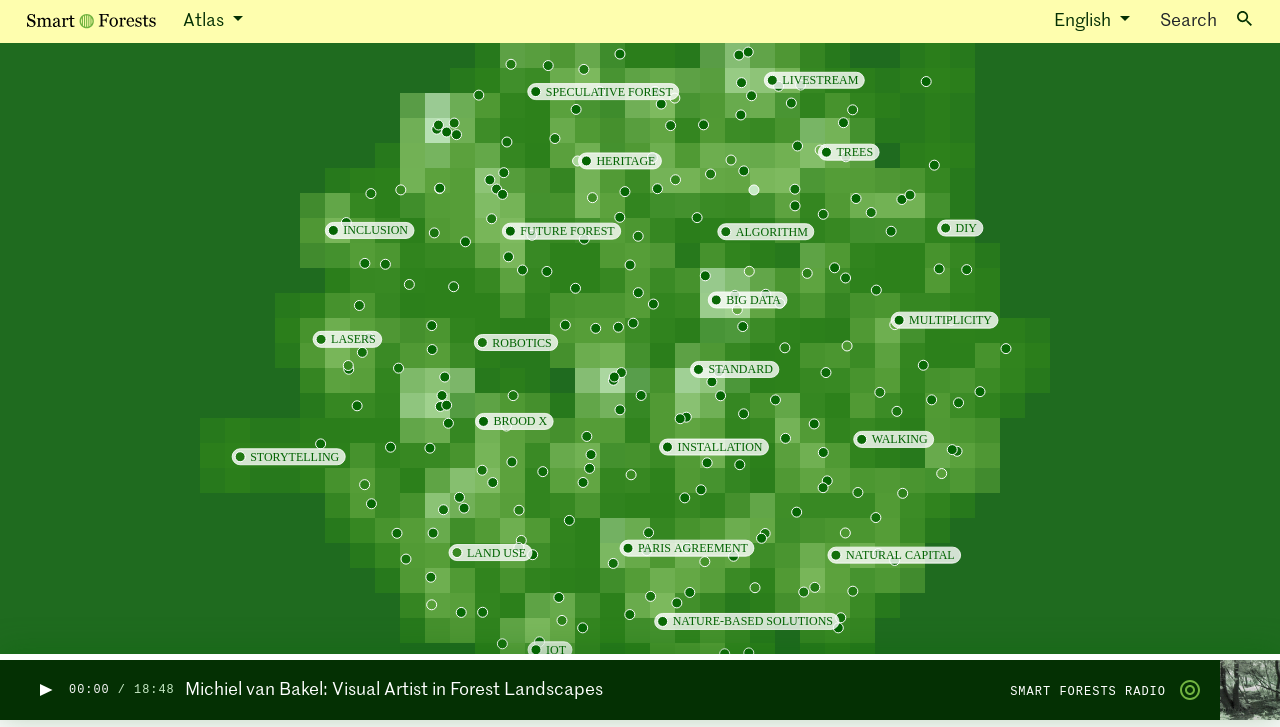 Smart Forests Atlas English Search
LIVESTREAM
SPECULATIVE FOREST
TREES
HERITAGE
DIY
INCLUSION FUTURE FOREST ALGORITHM
BIG DATA
MULTIPLICITY
LASERS ROBOTICS
STANDARD
BROOD X
WALKING
INSTALLATION
STORYTELLING
PARIS AGREEMENT
LAND USE NATURAL CAPITAL
NATURE-BASED SOLUTIONS
IOT
00:00 / 18:48 Michiel van Bakel: Visual Artist in Forest Landscapes SMART FORESTS RADIO